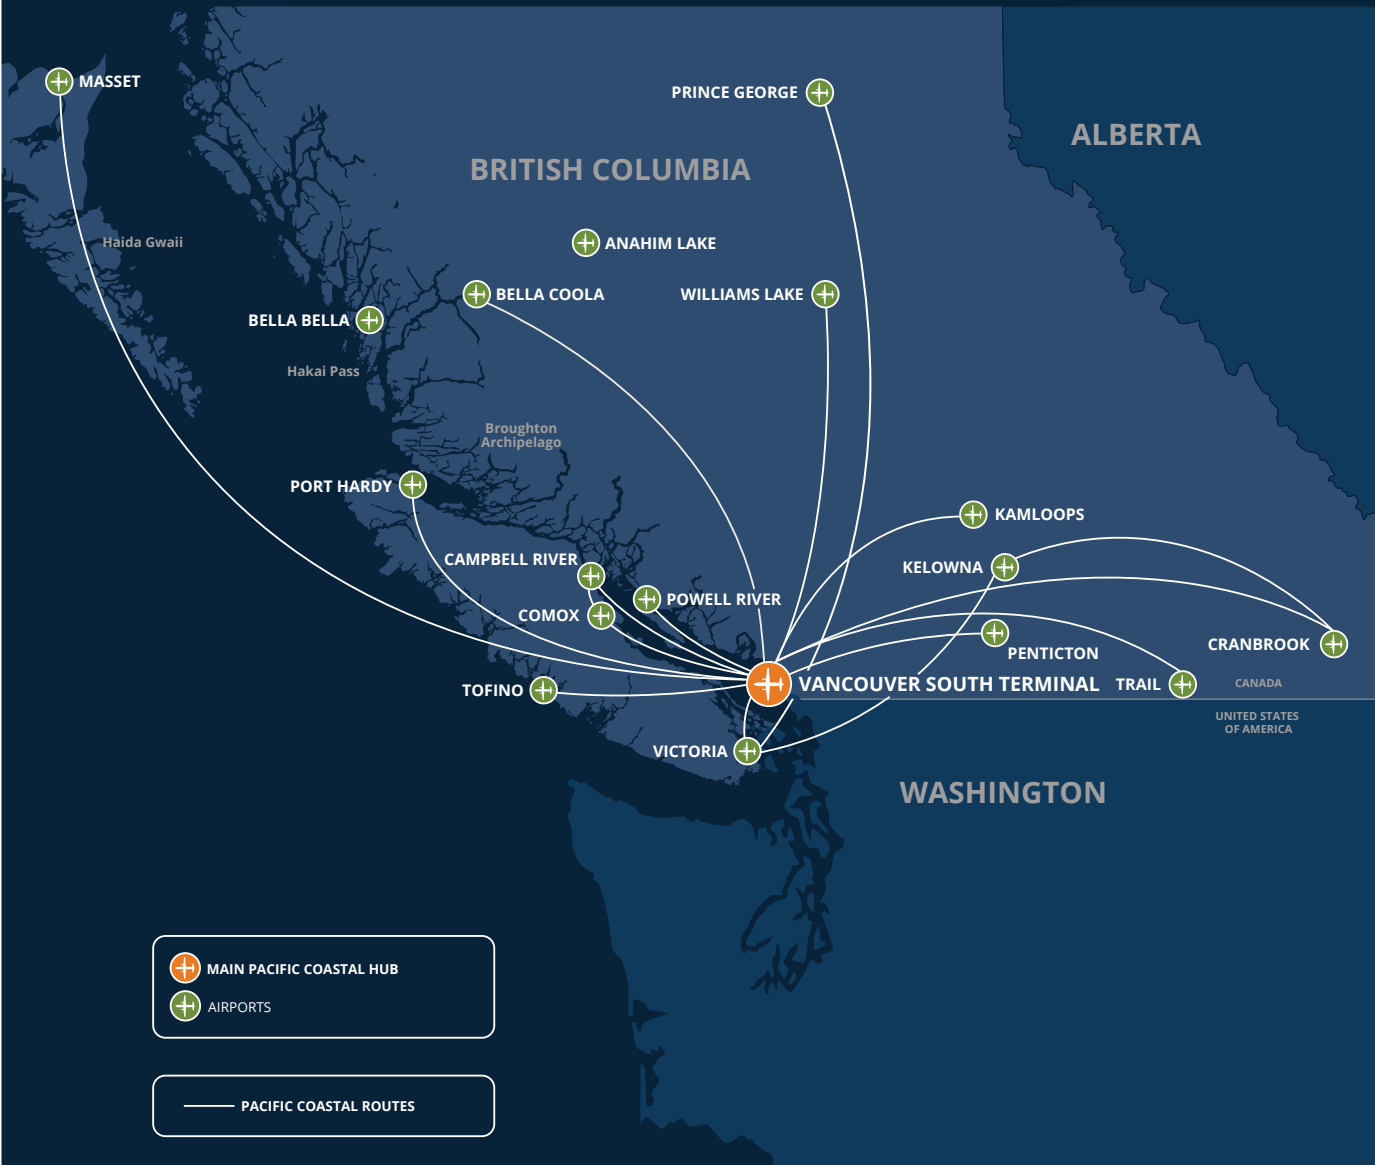 MASSET
PRINCE GEORGE
ALBERTA
BRITISH COLUMBIA
Haida Gwaii
ANAHIM LAKE
BELLA COOLA
WILLIAMS LAKE
BELLA BELLA
Hakai Pass
Broughton
Archipelago
PORT HARDY
KAMLOOPS
CAMPBELL RIVER
KELOWNA
POWELL RIVER
COMOX
CRANBROOK
PENTICTON
TOFINO
VANCOUVER SOUTH TERMINAL
TRAIL
CANADA
UNITED STATES
OF AMERICA
VICTORIA
WASHINGTON
MAIN PACIFIC COASTAL HUB
AIRPORTS
PACIFIC COASTAL ROUTES